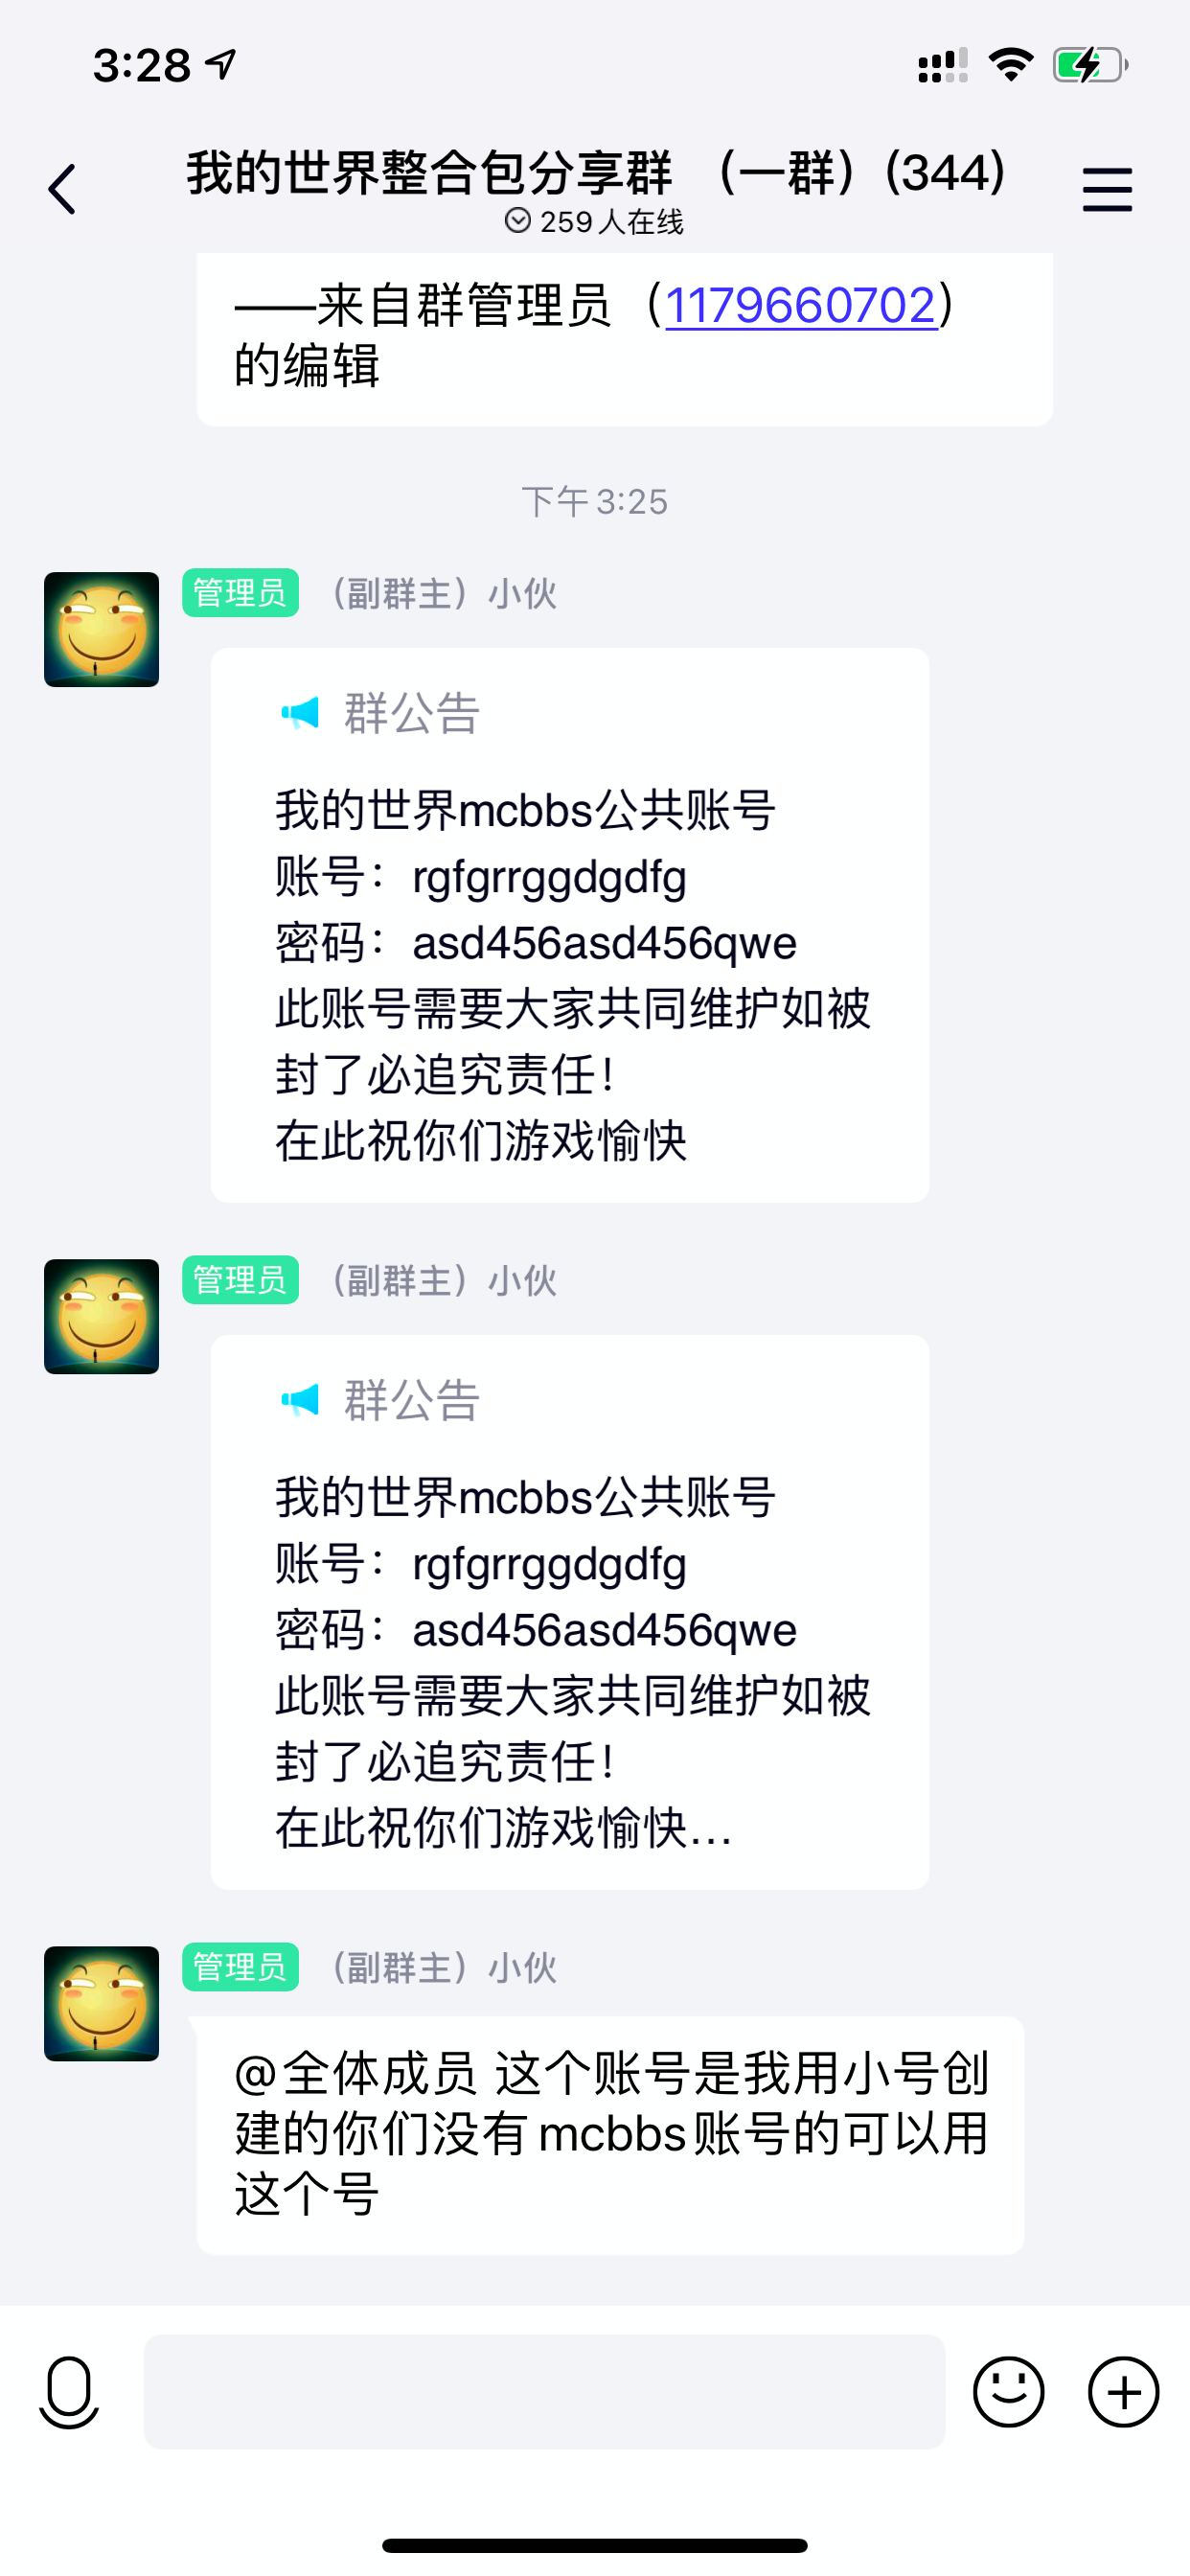 3:28
我的世界整合包分享群 （一群）(344)
259人在线
——来自群管理员（1179660702）
的编辑
下午3:25
管理员 （副群主）小伙
群公告
我的世界mcbbs公共账号
账号：rgfgrrggdgdfg
密码：asd456asd456qwe
此账号需要大家共同维护如被
封了必追究责任！
在此祝你们游戏愉快
管理员 （副群主）小伙
群公告
我的世界mcbbs公共账号
账号：rgfgrrggdgdfg
密码：asd456asd456qwe
此账号需要大家共同维护如被
封了必追究责任！
在此祝你们游戏愉快...
管理员 （副群主）小伙
@全体成员 这个账号是我用小号创
建的你们没有mcbbs账号的可以用
这个号